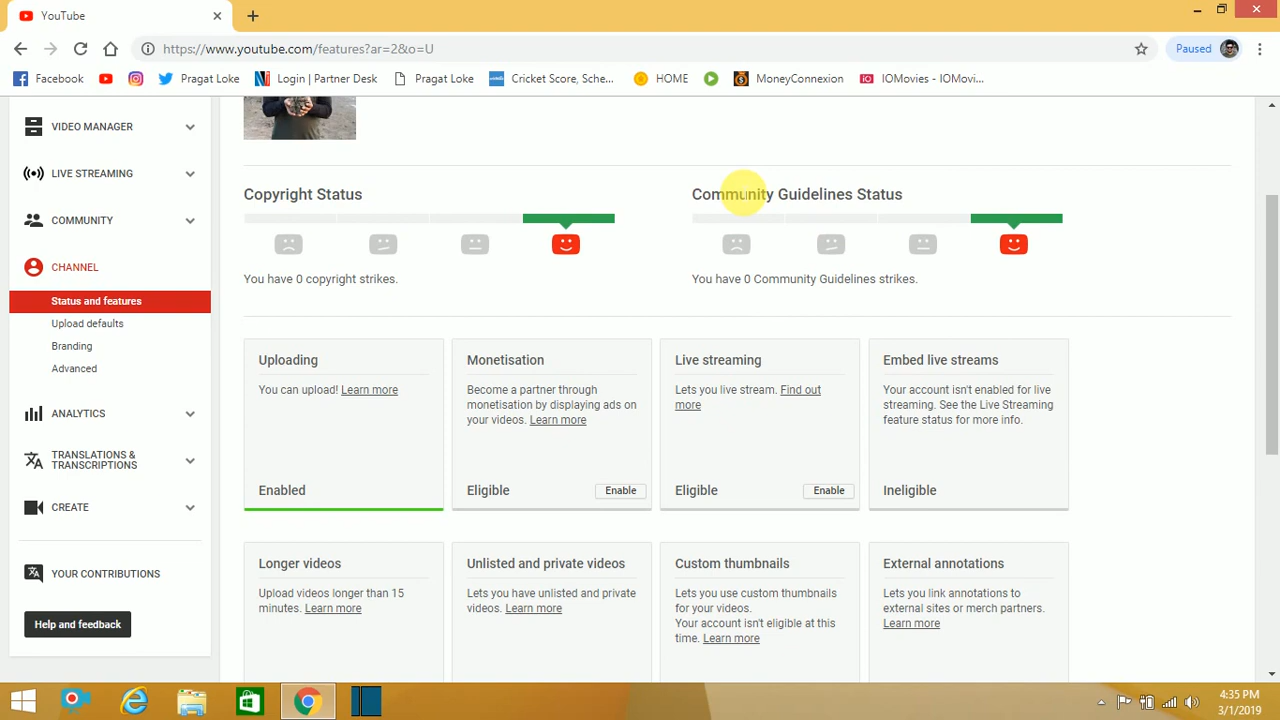 YouTube
https://www.youtube.com/features?ar=2&o=U
Paused
Facebook
Pragat Loke
Login | Partner Desk
Pragat Loke
Cricket Score, Sche...
HOME
MoneyConnexion
IOMovies - IOMovi...
VIDEO MANAGER
LIVE STREAMING
COMMUNITY
CHANNEL
Status and features
Upload defaults
Branding
Advanced
ANALYTICS
TRANSLATIONS &
TRANSCRIPTIONS
CREATE
YOUR CONTRIBUTIONS
Help and feedback
Copyright Status
You have 0 copyright strikes.
Community Guidelines Status
You have 0 Community Guidelines strikes.
Uploading
You can upload! Learn more
Enabled
Monetisation
Become a partner through
monetisation by displaying ads on
your videos. Learn more
Eligible
Enable
Live streaming
Lets you live stream. Find out
more
Eligible
Enable
Embed live streams
Your account isn't enabled for live
streaming. See the Live Streaming
feature status for more info.
Ineligible
Longer videos
Upload videos longer than 15
minutes. Learn more
Unlisted and private videos
Lets you have unlisted and private
videos. Learn more
Custom thumbnails
Lets you use custom thumbnails
for your videos.
Your account isn't eligible at this
time. Learn more
External annotations
Lets you link annotations to
external sites or merch partners.
Learn more
4:35 PM
3/1/2019